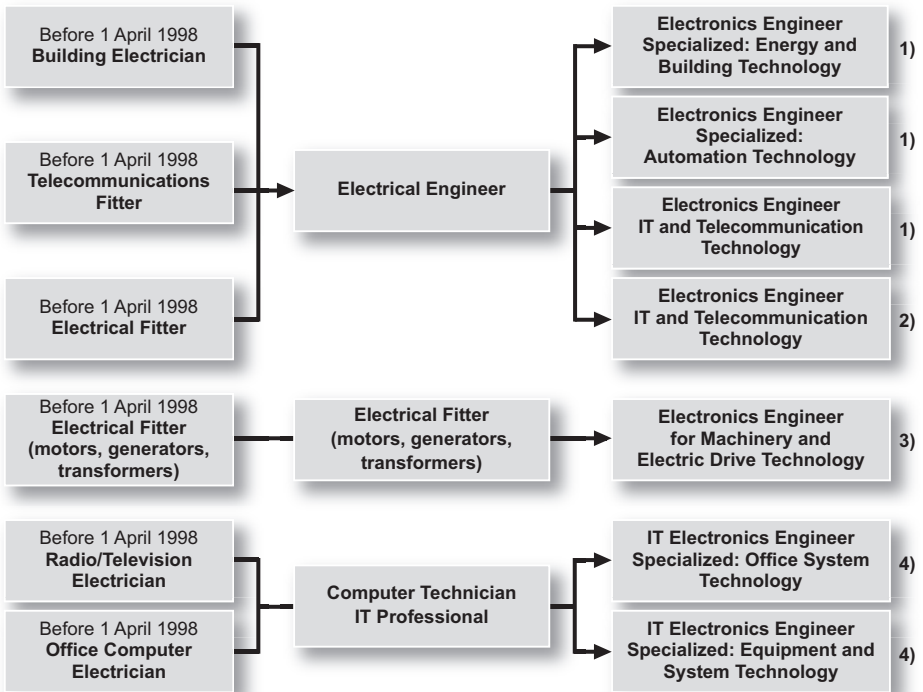 Before 1 April 1998
Building Electrician
Before 1 April 1998
Telecommunications
Fitter
Before 1 April 1998
Electrical Fitter
Electrical Engineer
Electronics Engineer
Specialized: Energy and
Building Technology
1)
Electronics Engineer
Specialized:
Automation Technology
1)
Electronics Engineer
IT and Telecommunication
Technology
1)
Electronics Engineer
IT and Telecommunication
Technology
2)
Before 1 April 1998
Electrical Fitter
(motors, generators,
transformers)
Electrical Fitter
(motors, generators,
transformers)
Electronics Engineer
for Machinery and
Electric Drive Technology
3)
Before 1 April 1998
Radio/Television
Electrician
Before 1 April 1998
Office Computer
Electrician
Computer Technician
IT Professional
IT Electronics Engineer
Specialized: Office System
Technology
4)
IT Electronics Engineer
Specialized: Equipment and
System Technology
4)